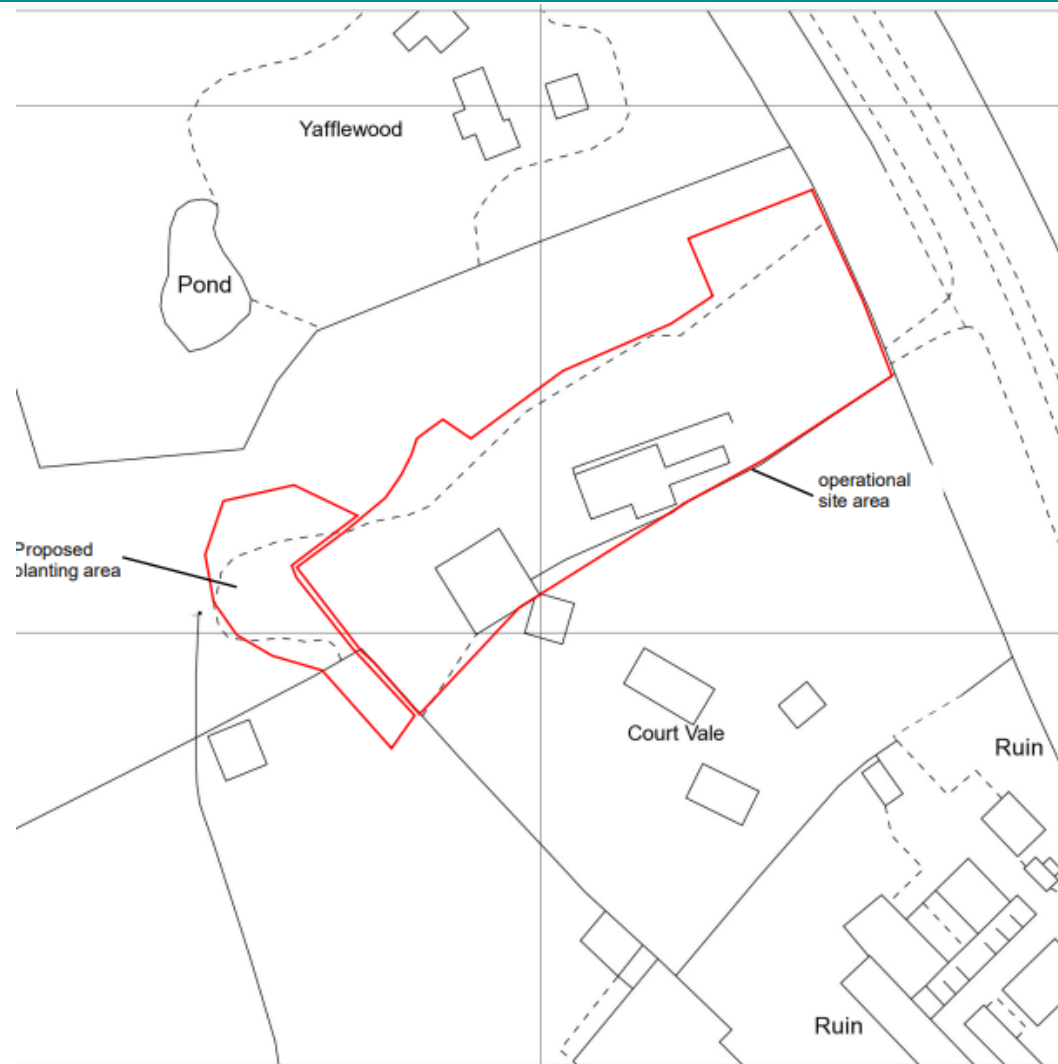 Yafflewood
Pond
operational
site area
Proposed
planting area
Court Vale
Ruin
Ruin